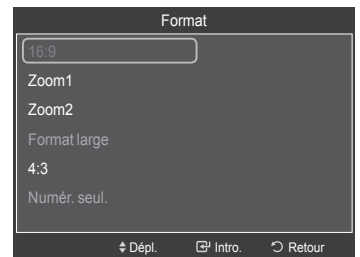 Format
16:9
Zoom1
Zoom2
Format large
4:3
Numér. seul.
Dépl. Intro. Retour